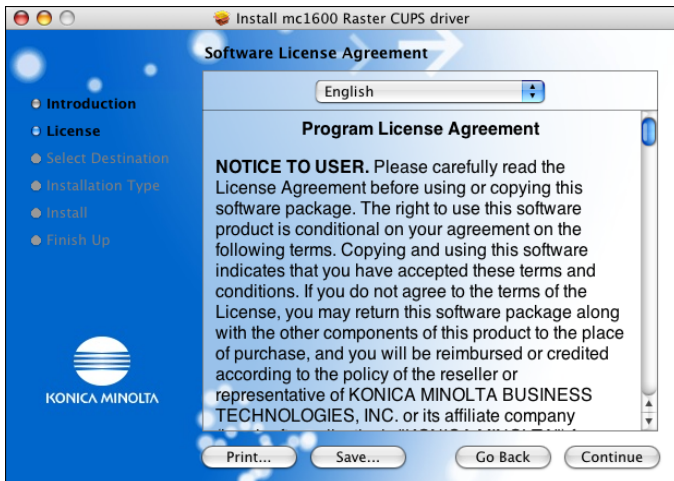 Install mc1600 Raster CUPS driver
Software License Agreement
Introduction
License
Select Destination
Installation Type
Install
Finish Up
KONICA MINOLTA
English
Program License Agreement
NOTICE TO USER. Please carefully read the
License Agreement before using or copying this
software package. The right to use this software
product is conditional on your agreement on the
following terms. Copying and using this software
indicates that you have accepted these terms and
conditions. If you do not agree to the terms of the
License, you may return this software package along
with the other components of this product to the place
of purchase, and you will be reimbursed or credited
according to the policy of the reseller or
representative of KONICA MINOLTA BUSINESS
TECHNOLOGIES, INC. or its affiliate company
Print...
Save...
Go Back
Continue